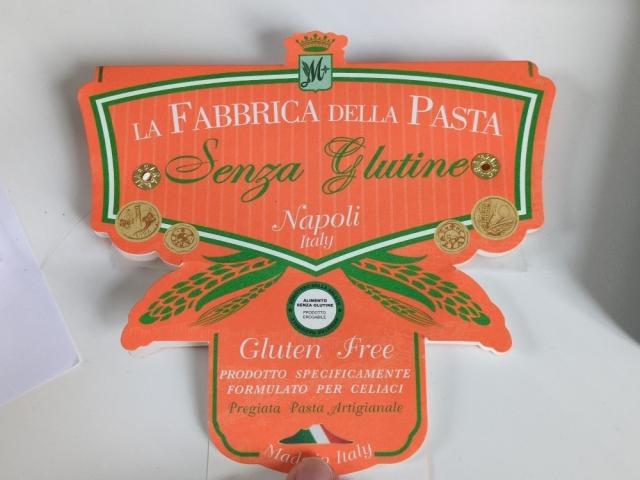 M
LA FABBRICA DELLA PASTA
Senza Glutine
Napoli
Italy
ALIMENTO
SENZA GLUTINE
PRODOTTO
EROGABILE
Gluten Free
PRODOTTO SPECIFICAMENTE
FORMULATO PER CELIACI
Pregiata Pasta Artigianale
Made in Italy